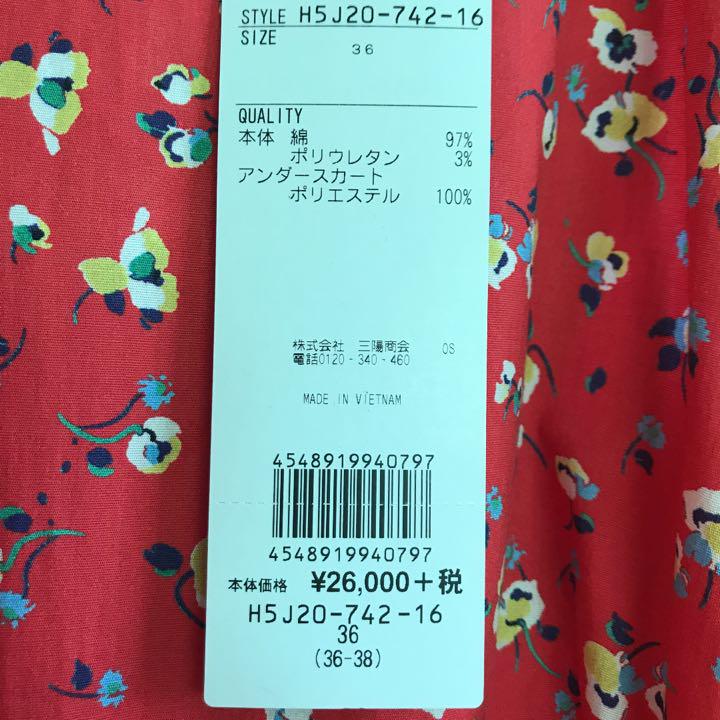 STYLE H5J20-742-16
SIZE
36
QUALITY
本体 綿 97%
ポリウレタン 3%
アンダースカート
ポリエステル 100%
株式会社 三陽商会 OS
電話0120-340-460
MADE IN VIETNAM
4548919940797
4548919940797
本体価格 ¥26,000+税
H5J20-742-16
36
(36-38)